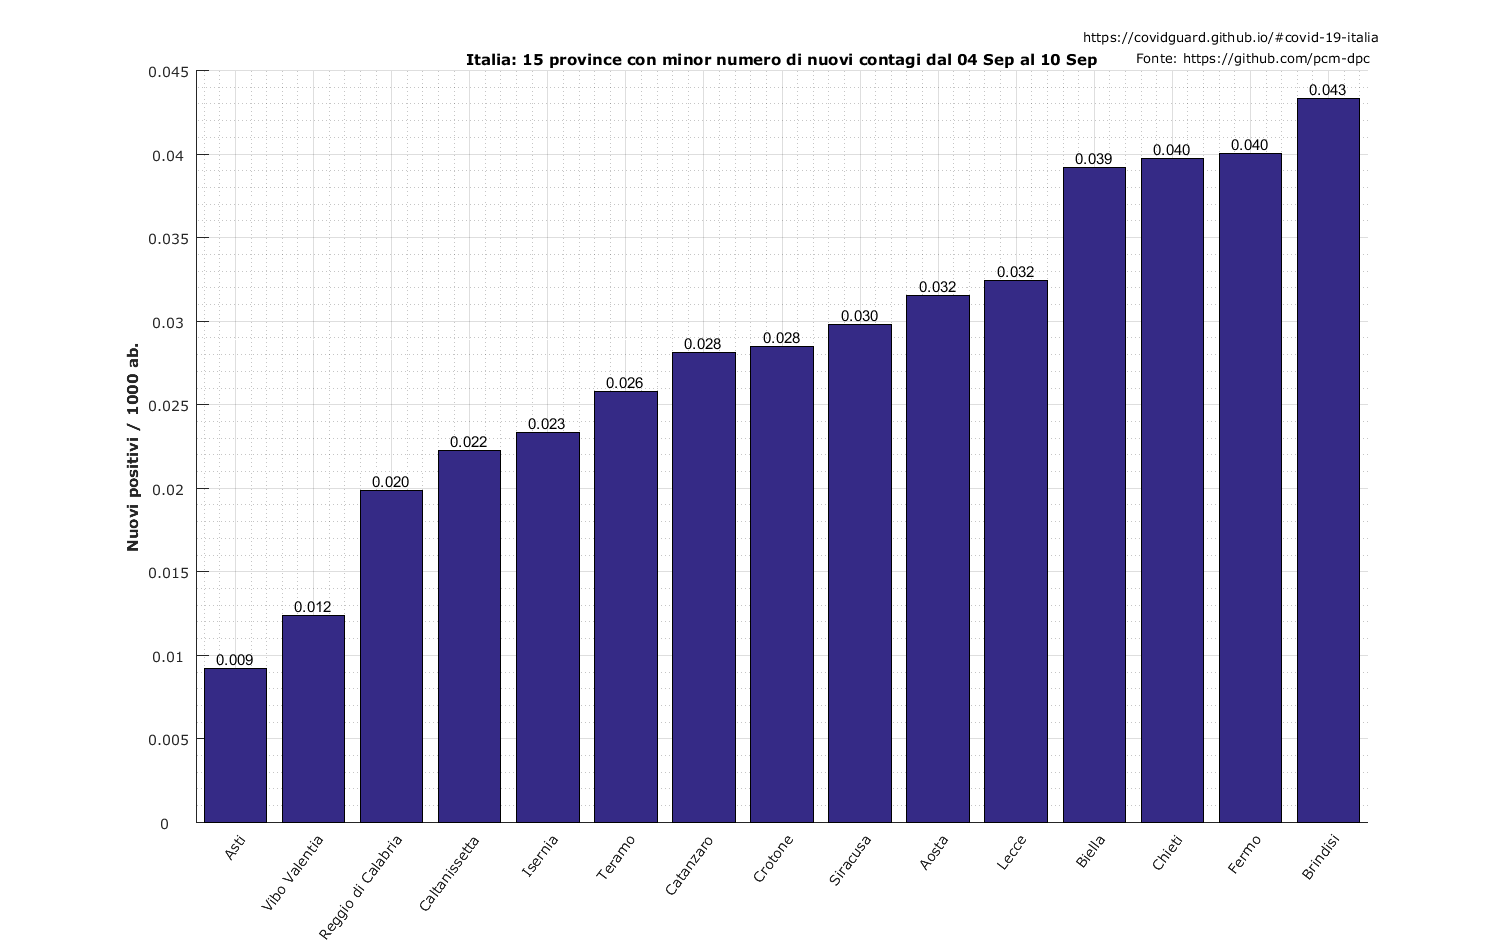 https://covidguard.github.io/#covid-19-italia
Italia: 15 province con minor numero di nuovi contagi dal 04 Sep al 10 Sep
Fonte: https://github.com/pcm-dpc
Nuovi positivi / 1000 ab.
0.045
0.04
0.035
0.03
0.025
0.02
0.015
0.01
0.005
0
0.009
0.012
0.020
0.022
0.023
0.026
0.028
0.028
0.030
0.032
0.032
0.039
0.040
0.040
0.043
Asti
Vibo Valentia
Reggio di Calabria
Caltanissetta
Isernia
Teramo
Catanzaro
Crotone
Siracusa
Aosta
Lecce
Biella
Chieti
Fermo
Brindisi